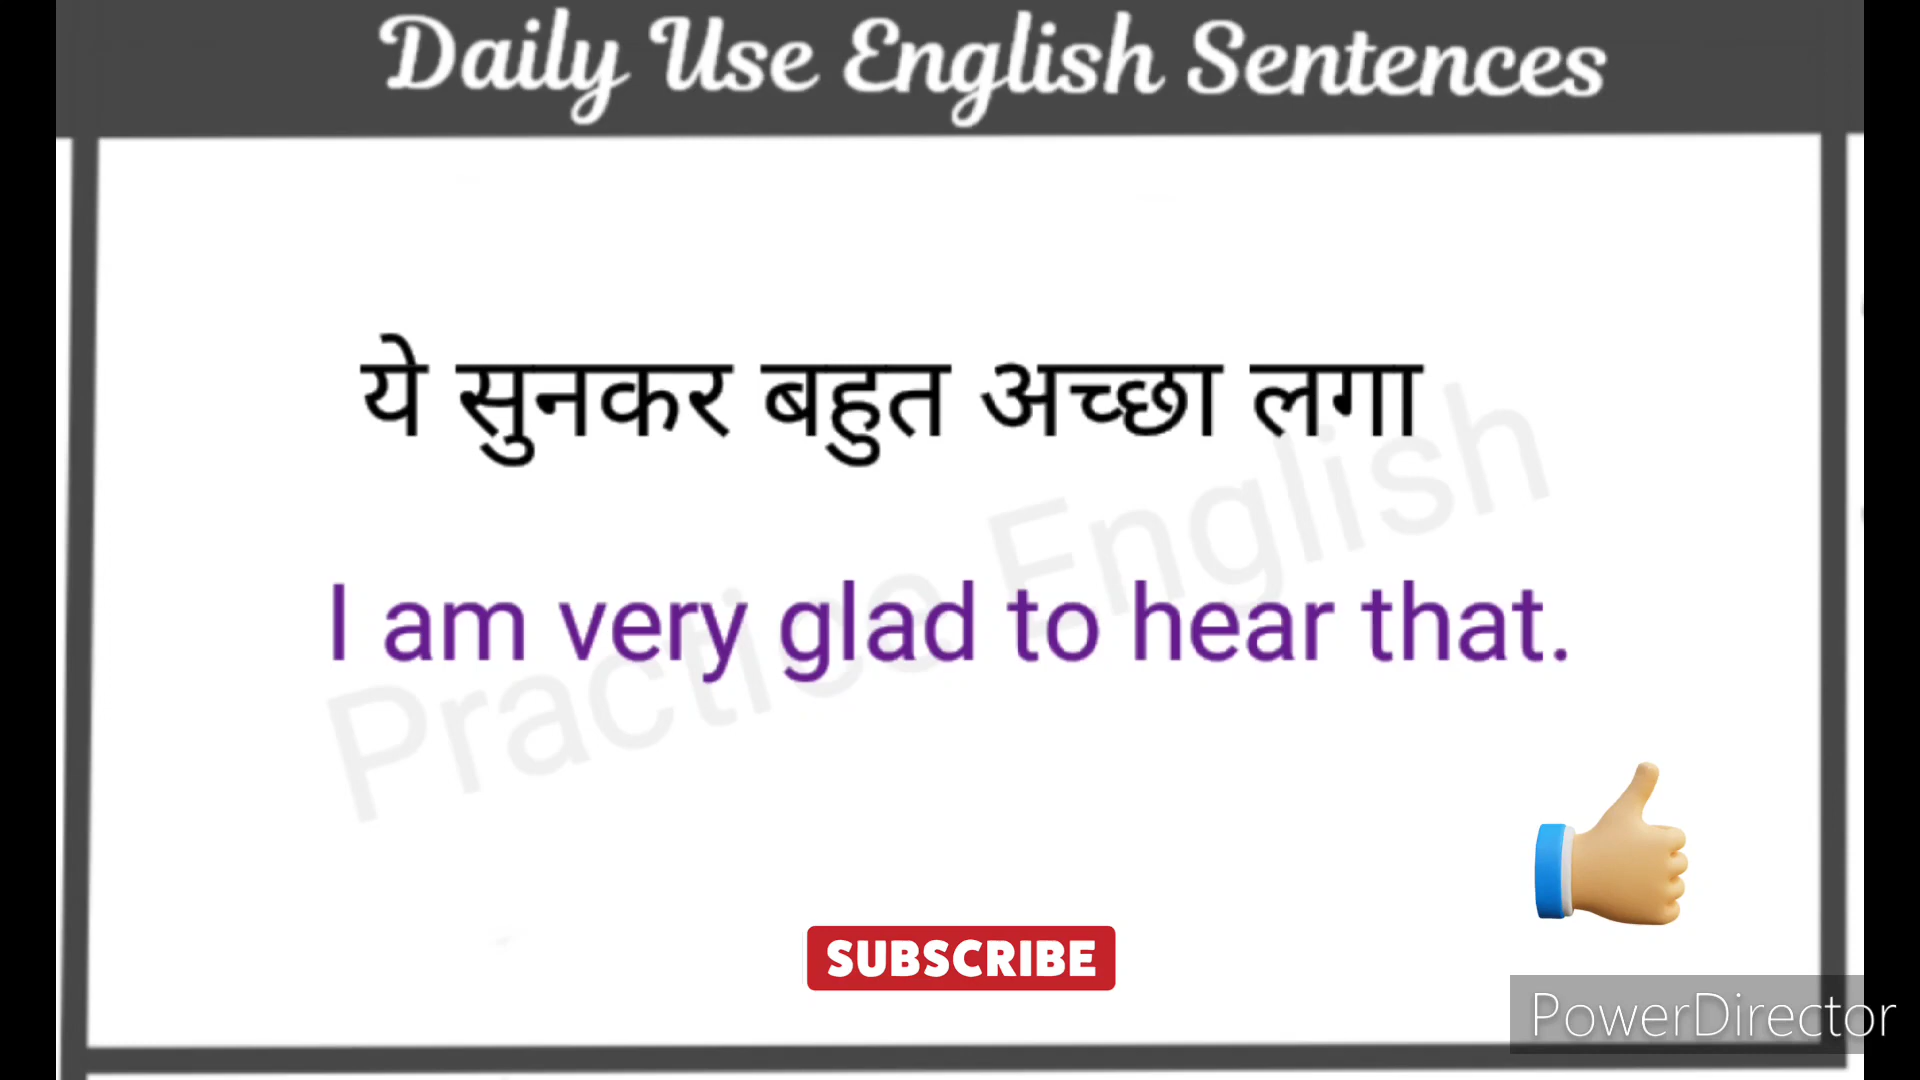 Daily Use English Sentences
ये सुनकर बहुत अच्छा लगा
I am very glad to hear that.
Practice English
SUBSCRIBE
PowerDirector